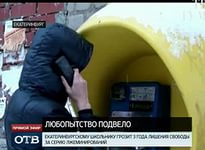 ЕКАТЕРИНБУРГ
ЛЮБОПЫТСТВО ПОДВЕЛО
ПРЯМОЙ ЭФИР
ЕКАТЕРИНБУРГСКОМУ ШКОЛЬНИКУ ГРОЗИТ 3 ГОДА ЛИШЕНИЯ СВОБОДЫ
ОТВ
ЗА СЕРИЮ ЛЖЕМИНИРОВАНИЙ